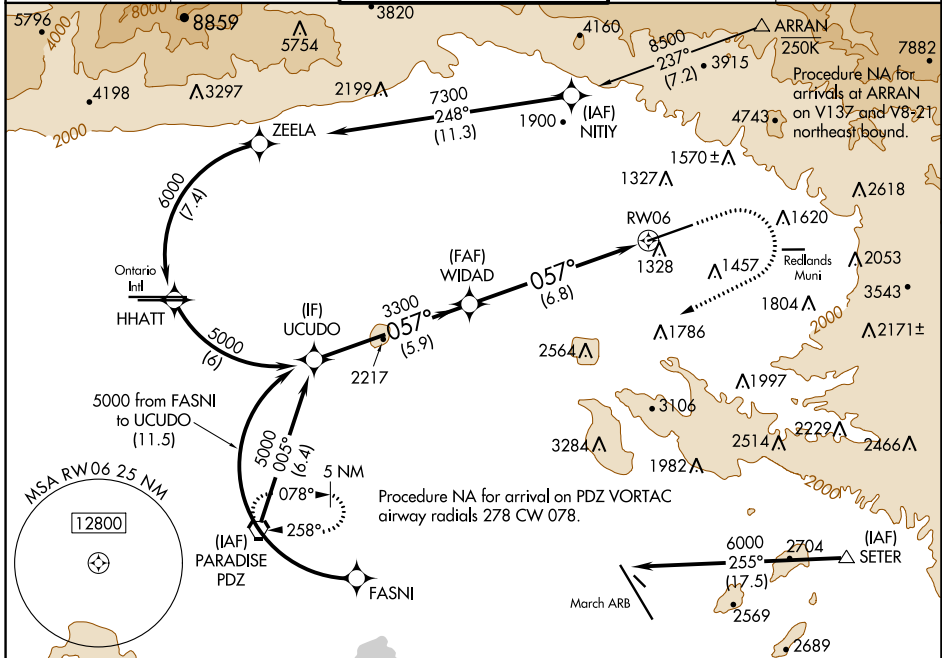 5796
4000
8000
8859
5754
3820
4160
8500
237°
(7.2)
3915
ARRAN
250K
7882
Procedure NA for
arrivals at ARRAN
on V137 and V8-21
northeast bound.
4198
3297
2199
7300
248°
(11.3)
1900
(IAF)
NITIY
4743
2000
ZEELA
1570±
1327
2618
6000
(7.4)
RW06
1328
1620
Redlands
Muni
2053
1457
3543
Ontario
Intl
HHATT
(FAF)
WIDAD
057°
(6.8)
1804
2000
5000
(6)
(IF)
UCUDO
3300
057°
(5.9)
2217
1786
2171±
2564
1997
5000 from FASNI
to UCUDO
(11.5)
5000
005°
(6.4)
3106
3284
2514
2229
2466
1982
5 NM
078°
258°
2000
MSA RW06 25 NM
12800
Procedure NA for arrival on PDZ VORTAC
airway radials 278 CW 078.
(IAF)
PARADISE
PDZ
FASNI
6000
255°
(17.5)
2704
(IAF)
SETER
March ARB
2569
2689